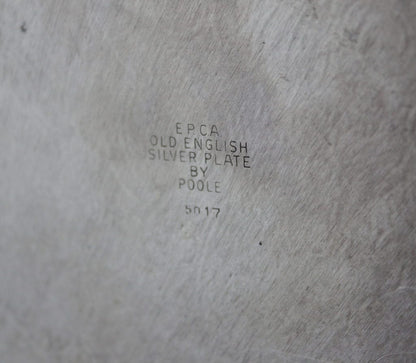 E.P.C.A.
OLD ENGLISH
SILVER PLATE
BY
POOLE
5017